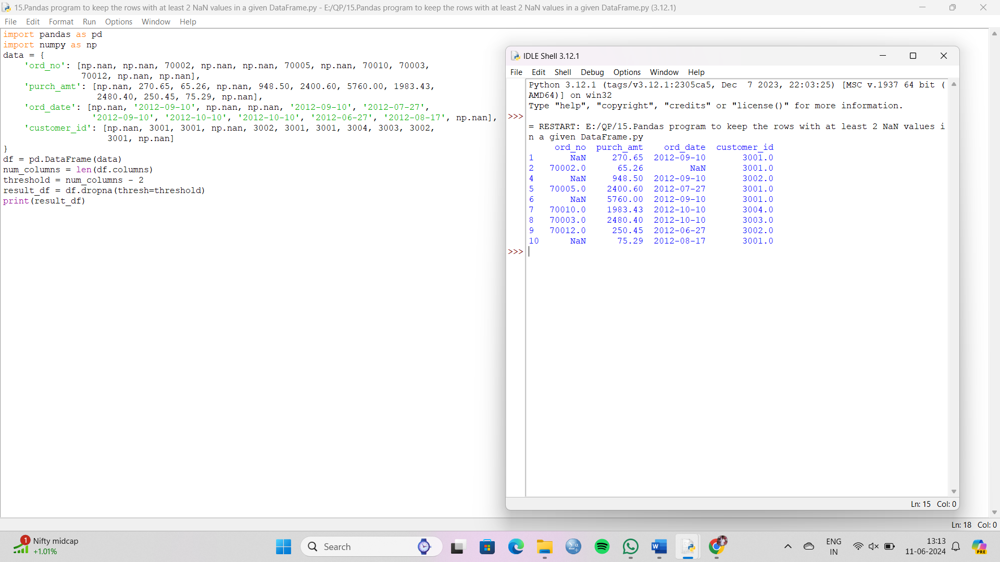 15.Pandas program to keep the rows with at least 2 NaN values in a given DataFrame.py - E:/QP/15.Pandas program to keep the rows with at least 2 NaN values in a given DataFrame.py (3.12.1)
File Edit Format Run Options Window Help
import pandas as pd
import numpy as np
data = {
    'ord_no': [np.nan, np.nan, 70002, np.nan, np.nan, 70005, np.nan, 70010, 70003,
               70012, np.nan, np.nan],
    'purch_amt': [np.nan, 270.65, 65.26, np.nan, 948.50, 2400.60, 5760.00, 1983.43,
                  2480.40, 250.45, 75.29, np.nan],
    'ord_date': [np.nan, '2012-09-10', np.nan, np.nan, '2012-09-10', '2012-07-27',
                 '2012-09-10', '2012-10-10', '2012-10-10', '2012-06-27', '2012-08-17', np.nan],
    'customer_id': [np.nan, 3001, 3001, np.nan, 3002, 3001, 3001, 3004, 3003, 3002,
                    3001, np.nan]
}
df = pd.DataFrame(data)
num_columns = len(df.columns)
threshold = num_columns - 2
result_df = df.dropna(thresh=threshold)
print(result_df)
IDLE Shell 3.12.1
File Edit Shell Debug Options Window Help
Python 3.12.1 (tags/v3.12.1:2305ca5, Dec  7 2023, 22:03:25) [MSC v.1937 64 bit (
AMD64)] on win32
Type "help", "copyright", "credits" or "license()" for more information.
>>>
= RESTART: E:/QP/15.Pandas program to keep the rows with at least 2 NaN values i
n a given DataFrame.py
     ord_no  purch_amt    ord_date  customer_id
1       NaN     270.65  2012-09-10       3001.0
2   70002.0      65.26         NaN       3001.0
4       NaN     948.50  2012-09-10       3002.0
5   70005.0    2400.60  2012-07-27       3001.0
6       NaN    5760.00  2012-09-10       3001.0
7   70010.0    1983.43  2012-10-10       3004.0
8   70003.0    2480.40  2012-10-10       3003.0
9   70012.0     250.45  2012-06-27       3002.0
10      NaN      75.29  2012-08-17       3001.0
>>>
Ln: 15 Col: 0
Ln: 18 Col: 0
1
Nifty midcap
+1.01%
Search
W
ENG
IN
13:13
11-06-2024
PRE